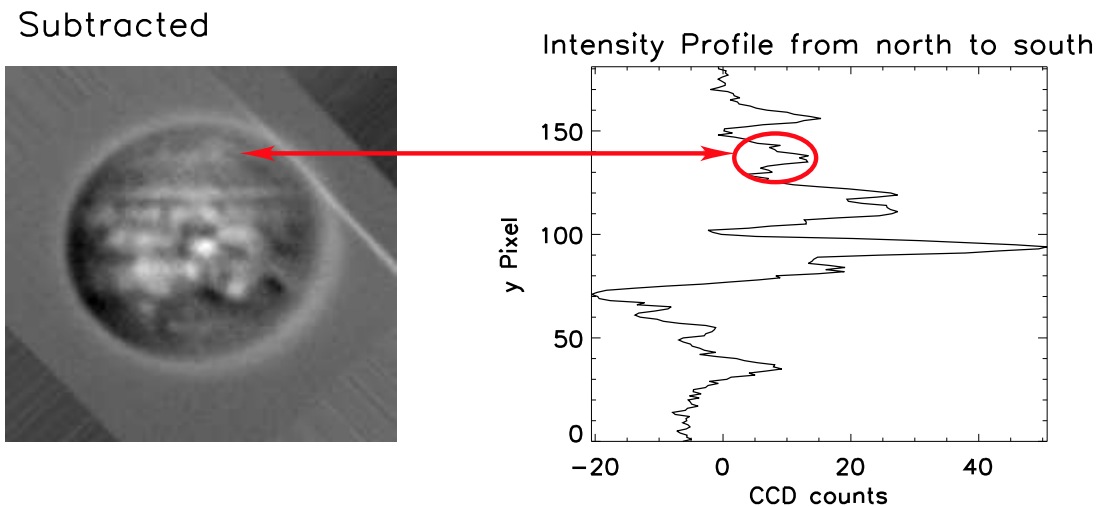 Subtracted
Intensity Profile from north to south
y Pixel
150
100
50
0
−20 0 20 40
CCD counts